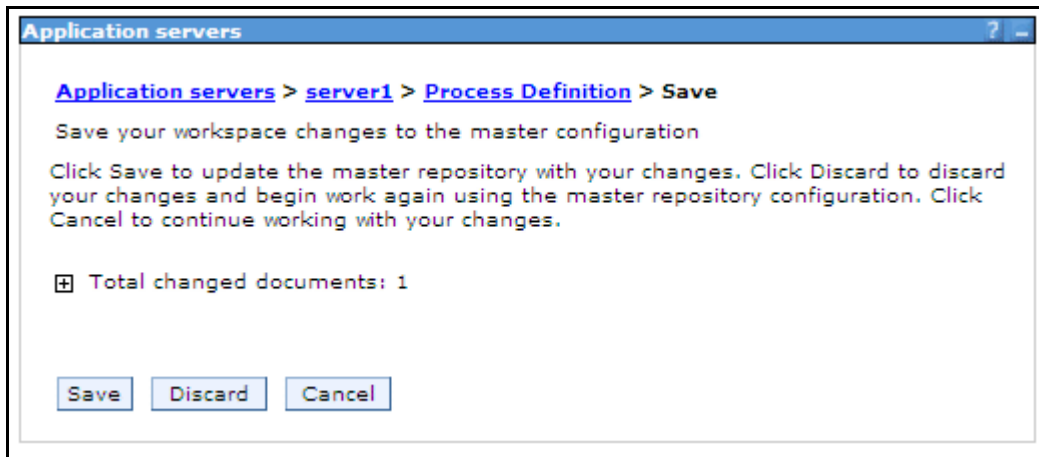 Application servers ? –
Application servers > server1 > Process Definition > Save
Save your workspace changes to the master configuration
Click Save to update the master repository with your changes. Click Discard to discard
your changes and begin work again using the master repository configuration. Click
Cancel to continue working with your changes.
+ Total changed documents: 1
Save Discard Cancel